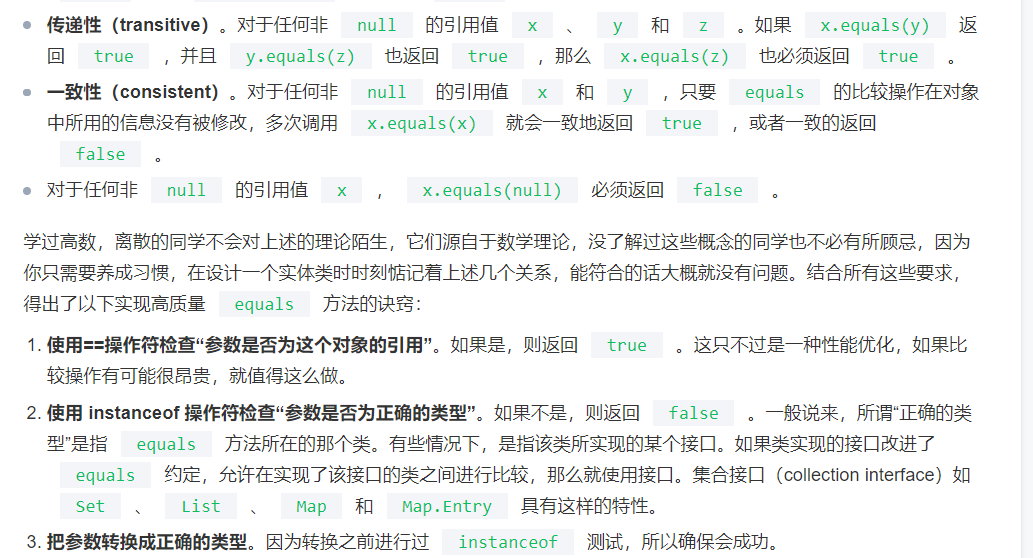 传递性（transitive）。对于任何非 null 的引用值 x 、 y 和 z 。如果 x.equals(y) 返
回 true ，并且 y.equals(z) 也返回 true ，那么 x.equals(z) 也必须返回 true 。
一致性（consistent）。对于任何非 null 的引用值 x 和 y ，只要 equals 的比较操作在对象
中所用的信息没有被修改，多次调用 x.equals(x) 就会一致地返回 true ，或者一致的返回
false 。
对于任何非 null 的引用值 x ， x.equals(null) 必须返回 false 。
学过高数，离散的同学不会对上述的理论陌生，它们源自于数学理论，没了解过这些概念的同学也不必有所顾忌，因为
你只需要养成习惯，在设计一个实体类时时刻惦记着上述几个关系，能符合的话大概就没有问题。结合所有这些要求，
得出了以下实现高质量 equals 方法的诀窍：
1. 使用==操作符检查“参数是否为这个对象的引用”。如果是，则返回 true 。这只不过是一种性能优化，如果比
较操作有可能很昂贵，就值得这么做。
2. 使用 instanceof 操作符检查“参数是否为正确的类型”。如果不是，则返回 false 。一般说来，所谓“正确的类
型”是指 equals 方法所在的那个类。有些情况下，是指该类所实现的某个接口。如果类实现的接口改进了
equals 约定，允许在实现了该接口的类之间进行比较，那么就使用接口。集合接口（collection interface）如
Set 、 List 、 Map 和 Map.Entry 具有这样的特性。
3. 把参数转换成正确的类型。因为转换之前进行过 instanceof 测试，所以确保会成功。